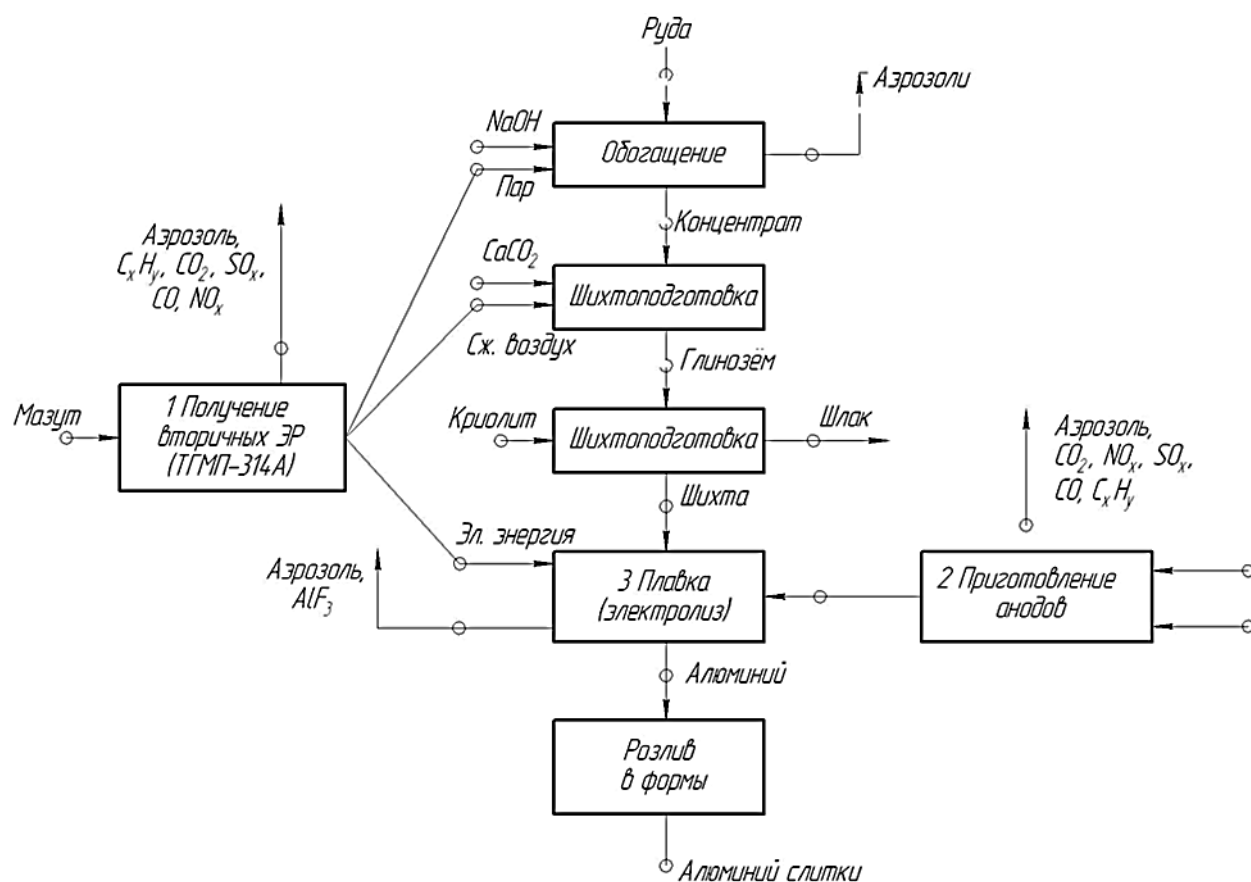 Руда
Аэрозоли
NaOH
Обогащение
Пар
Концентрат
Аэрозоль,
CₓHᵧ, CO₂, SOₓ,
CO, NOₓ
CaCO₂
Шихтоподготовка
Сж. воздух
Глинозём
Мазут
1 Получение
вторичных ЭР
(ТГМП-314А)
Криолит
Шихтоподготовка
Шлак
Аэрозоль,
CO₂, NOₓ, SOₓ,
CO, CₓHᵧ
Шихта
Эл. энергия
Аэрозоль,
AlF₃
3 Плавка
(электролиз)
2 Приготовление
анодов
Алюминий
Розлив
в формы
Алюминий слитки